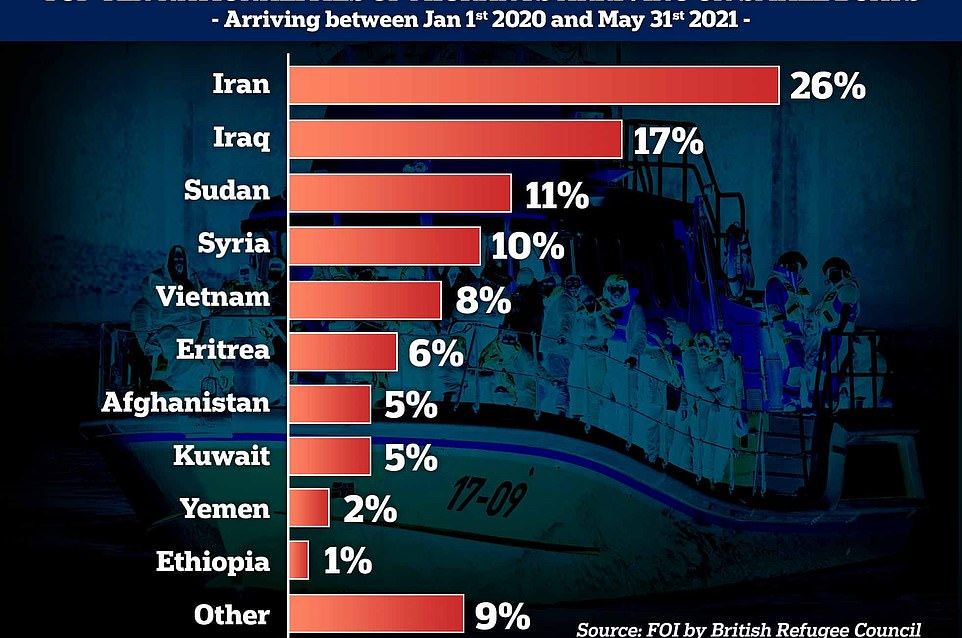 - Arriving between Jan 1st 2020 and May 31st 2021 -
Iran 26%
Iraq 17%
Sudan 11%
Syria 10%
Vietnam 8%
Eritrea 6%
Afghanistan 5%
Kuwait 5%
17-09
Yemen 2%
Ethiopia 1%
Other 9%
Source: FOI by British Refugee Council